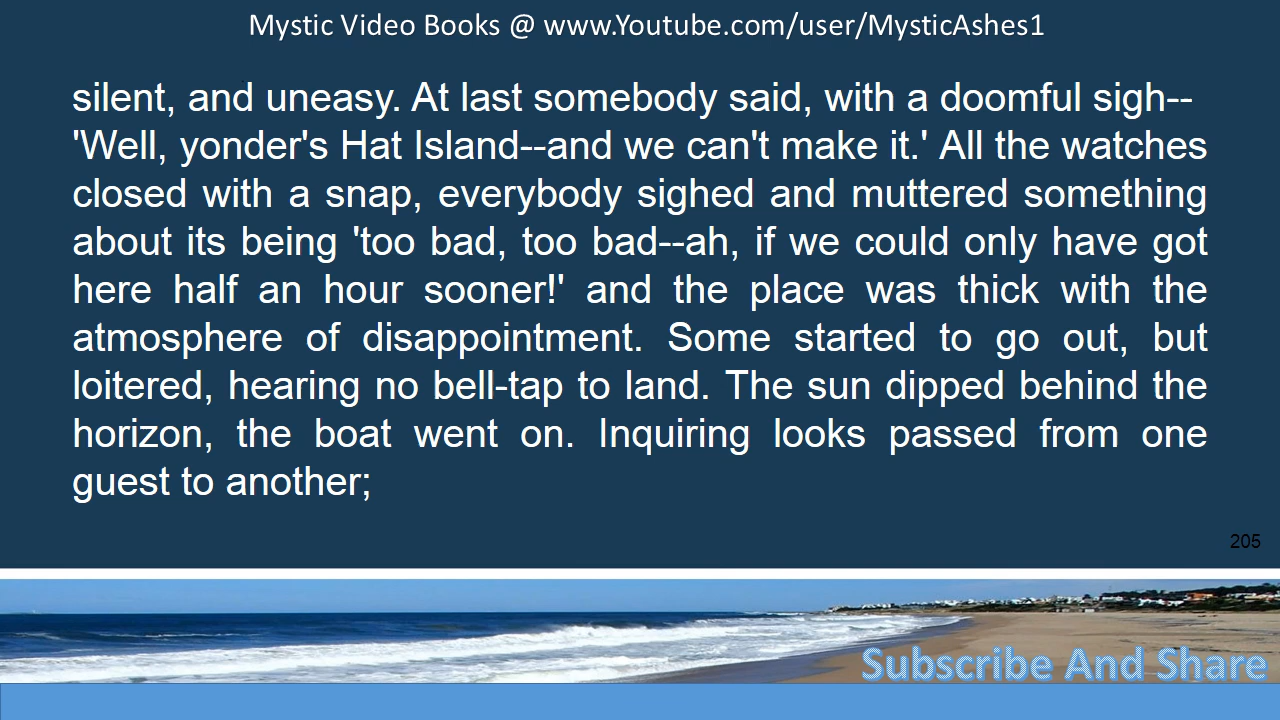 Mystic Video Books @ www.Youtube.com/user/MysticAshes1
silent, and uneasy. At last somebody said, with a doomful sigh--
'Well, yonder's Hat Island--and we can't make it.' All the watches
closed with a snap, everybody sighed and muttered something
about its being 'too bad, too bad--ah, if we could only have got
here half an hour sooner!' and the place was thick with the
atmosphere of disappointment. Some started to go out, but
loitered, hearing no bell-tap to land. The sun dipped behind the
horizon, the boat went on. Inquiring looks passed from one
guest to another;
205
Subscribe And Share